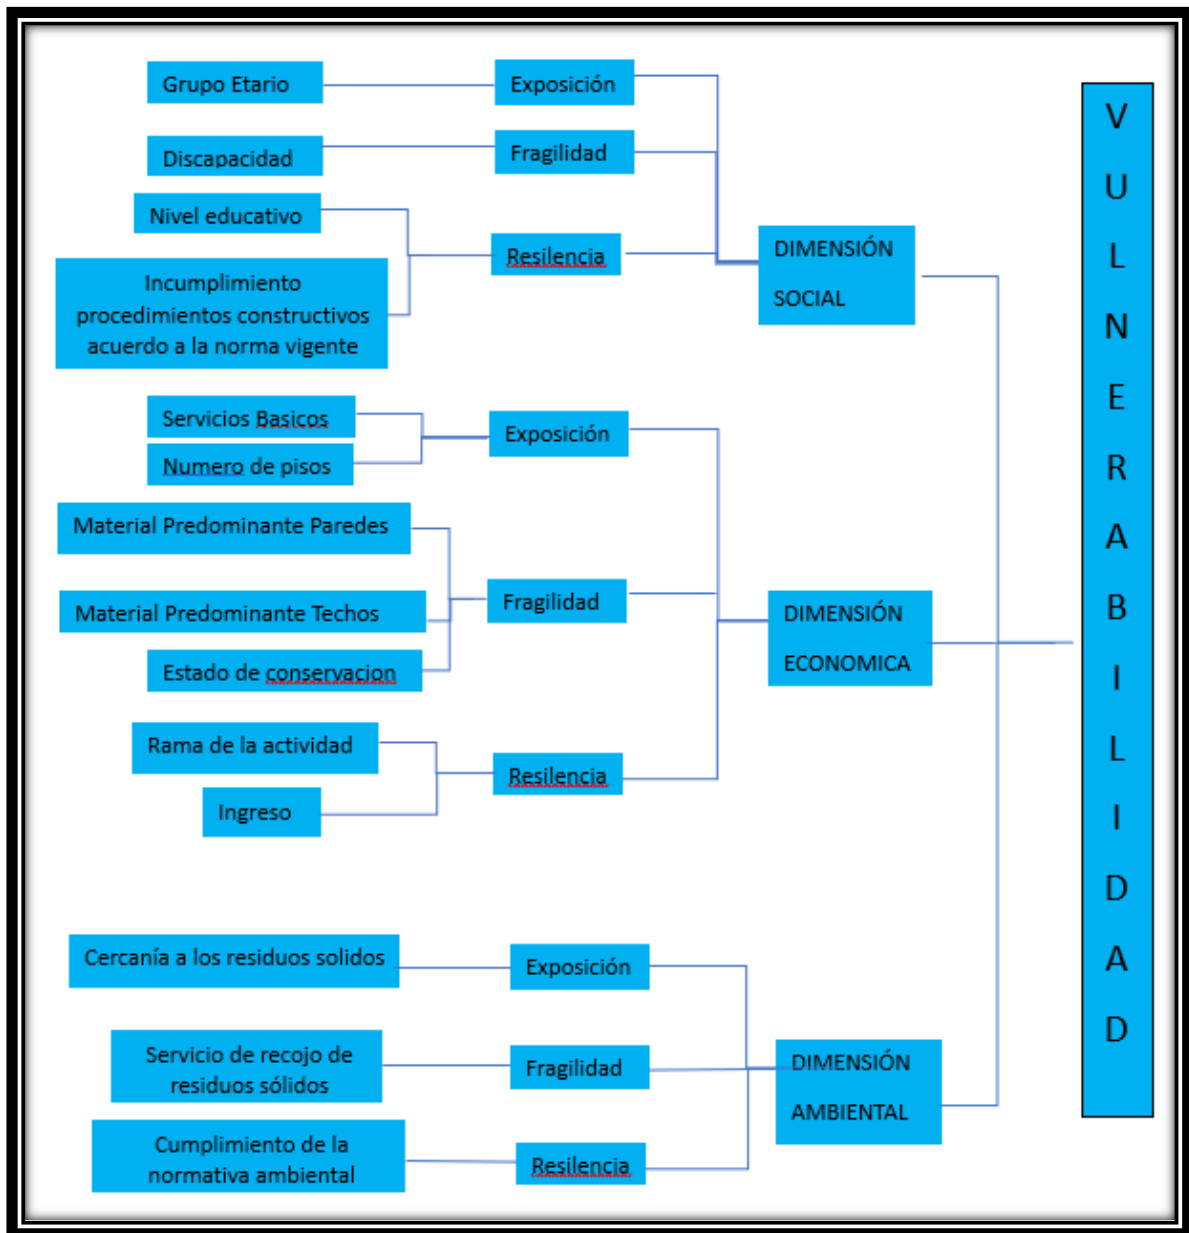 Grupo Etario
Exposición
Discapacidad
Fragilidad
Nivel educativo
Incumplimiento
procedimientos constructivos
acuerdo a la norma vigente
Resilencia
DIMENSIÓN
SOCIAL
Servicios Basicos
Numero de pisos
Exposición
Material Predominante Paredes
Material Predominante Techos
Estado de conservacion
Fragilidad
Rama de la actividad
Ingreso
Resilencia
DIMENSIÓN
ECONOMICA
Cercanía a los residuos solidos
Exposición
Servicio de recojo de
residuos sólidos
Fragilidad
Cumplimiento de la
normativa ambiental
Resilencia
DIMENSIÓN
AMBIENTAL
VULNERABILIDAD